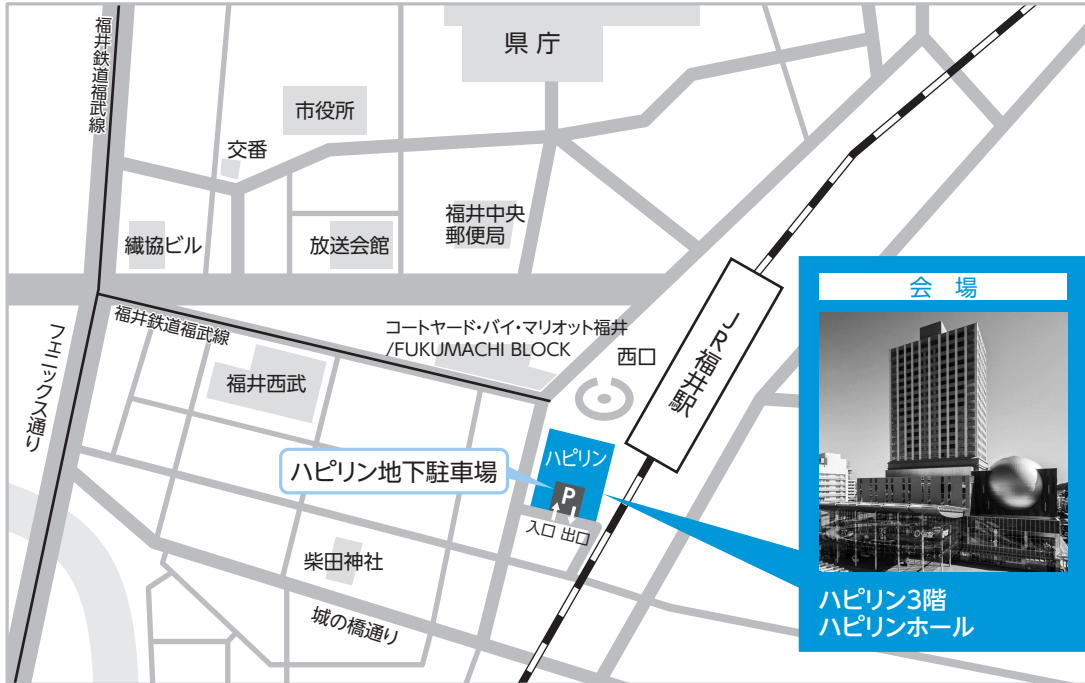 福井鉄道福武線
県庁
市役所
交番
福井中央
郵便局
繊協ビル
放送会館
会場
福井鉄道福武線
コートヤード・バイ・マリオット福井
/FUKUMACHI BLOCK
西口
JR福井駅
フェニックス通り
福井西武
ハピリン
ハピリン地下駐車場
P
入口 出口
柴田神社
城の橋通り
ハピリン3階
ハピリンホール